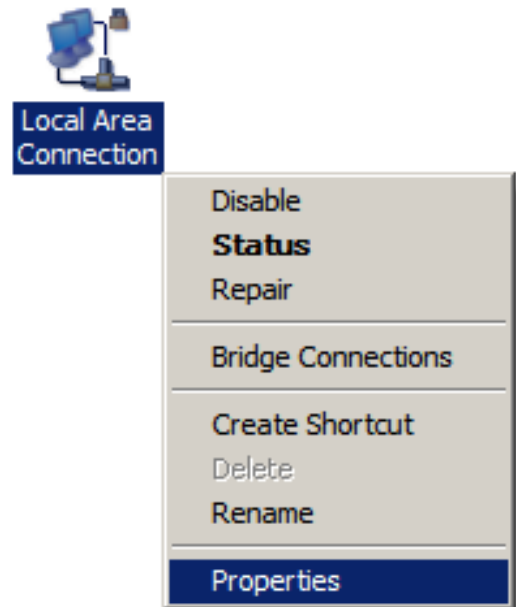 Local Area
Connection
Disable
Status
Repair
Bridge Connections
Create Shortcut
Delete
Rename
Properties